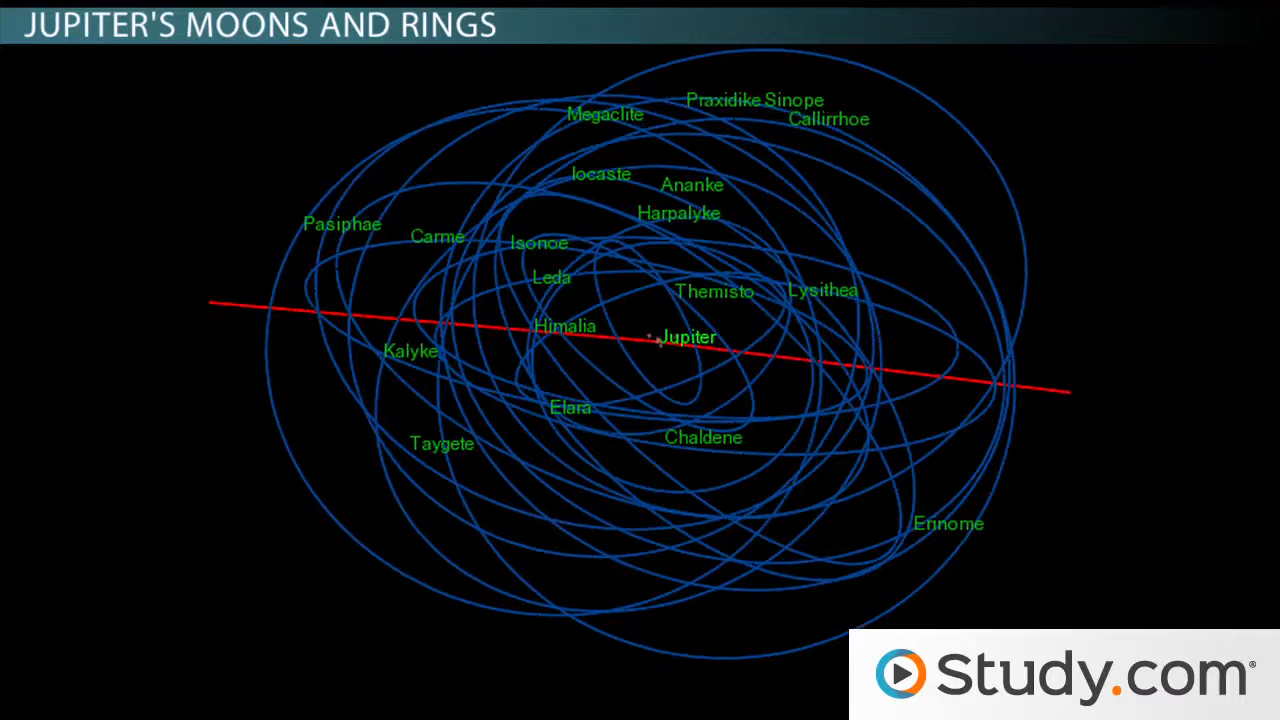 JUPITER'S MOONS AND RINGS
Praxidike Sinope
Megaclite
Callirrhoe
Iocaste
Ananke
Harpalyke
Pasiphae
Carme
Isonoe
Leda
Themisto
Lysithea
Himalia
Jupiter
Kalyke
Elara
Chaldene
Taygete
Erinome
Study.com®